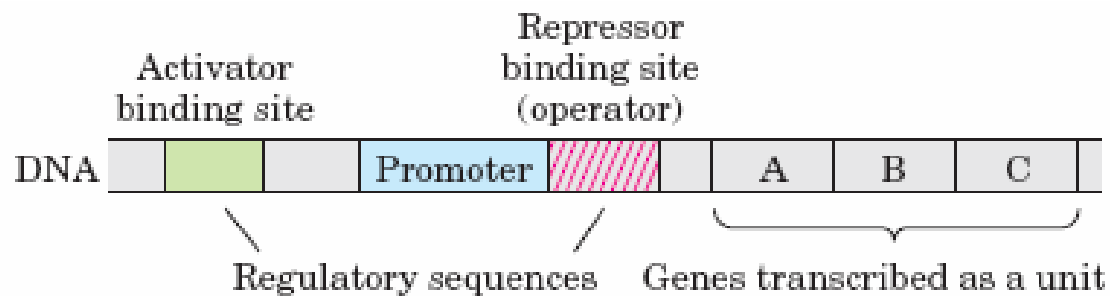 Activator
binding site
Repressor
binding site
(operator)
DNA
Promoter
A
B
C
Regulatory sequences
Genes transcribed as a unit